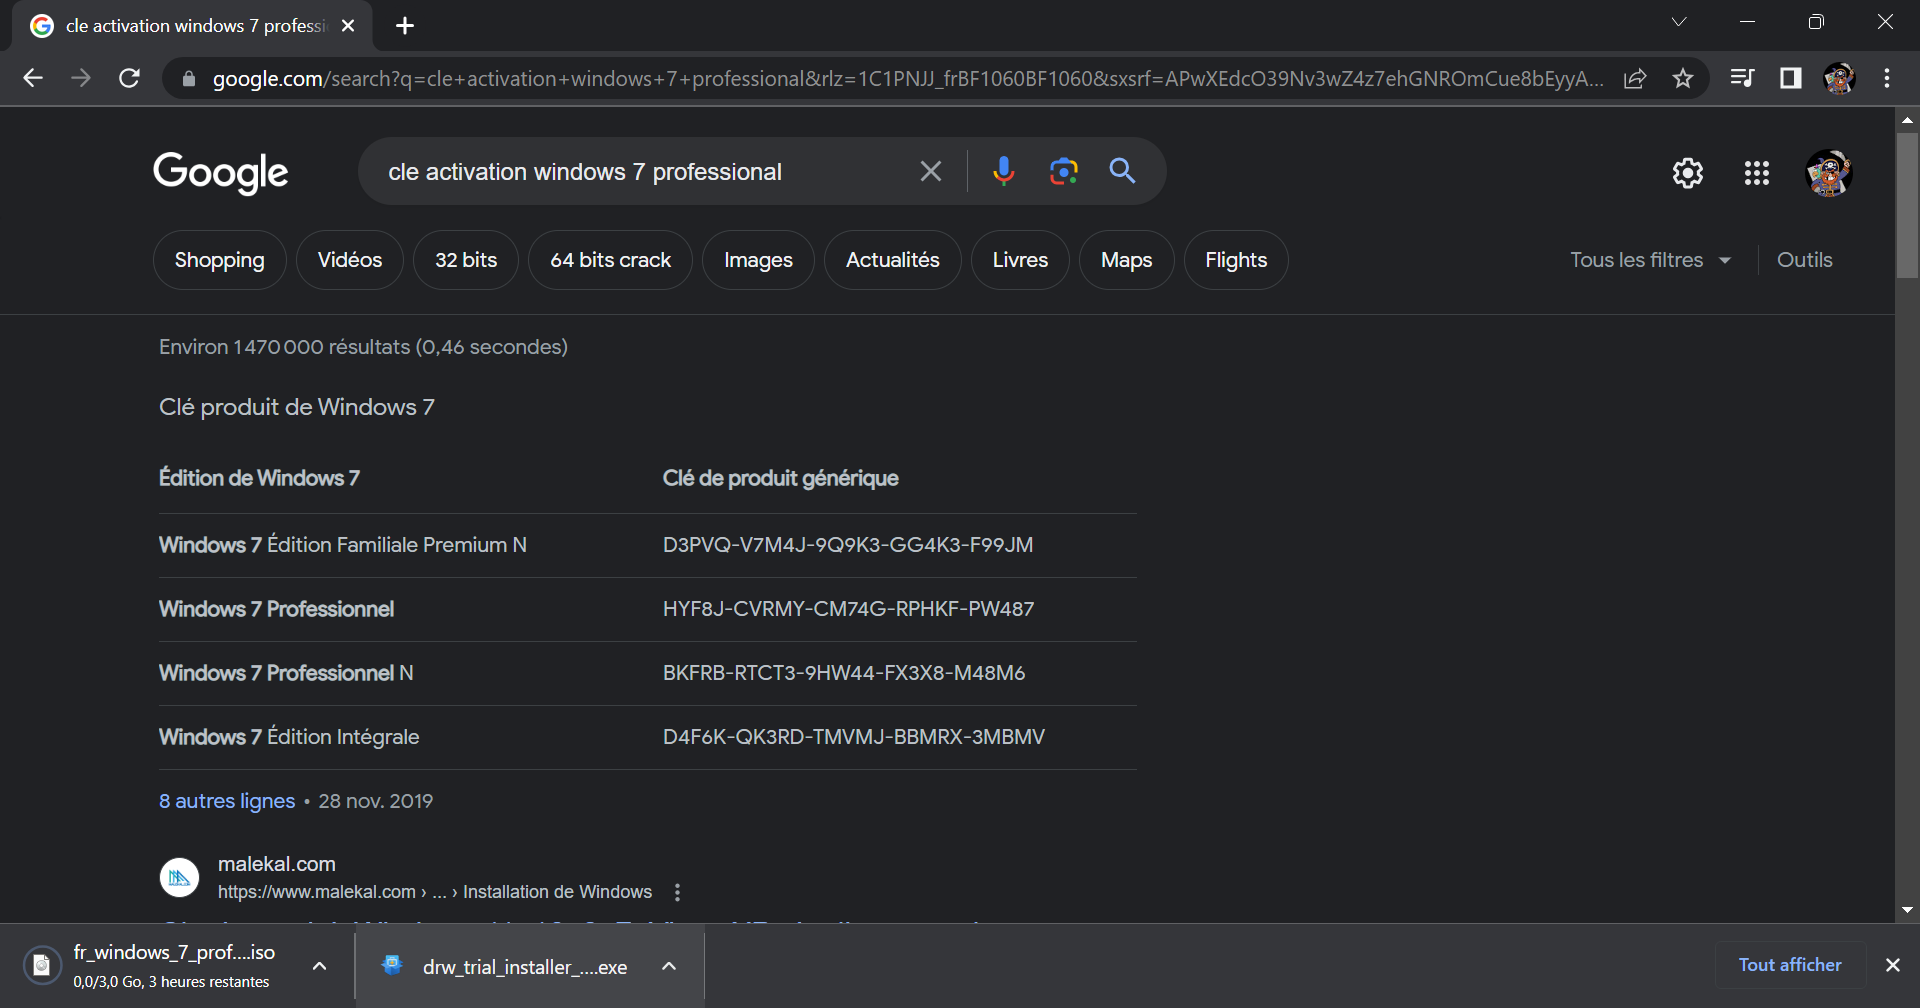 cle activation windows 7 professi
google.com/search?q=cle+activation+windows+7+professional&rlz=1C1PNJJ_frBF1060BF1060&sxsrf=APwXEdcO39Nv3wZ4z7ehGNROmCue8bEyyA...
Google
cle activation windows 7 professional
Shopping
Vidéos
32 bits
64 bits crack
Images
Actualités
Livres
Maps
Flights
Tous les filtres
Outils
Environ 1 470 000 résultats (0,46 secondes)
Clé produit de Windows 7
Édition de Windows 7 Clé de produit générique
Windows 7 Édition Familiale Premium N D3PVQ-V7M4J-9Q9K3-GG4K3-F99JM
Windows 7 Professionnel HYF8J-CVRMY-CM74G-RPHKF-PW487
Windows 7 Professionnel N BKFRB-RTCT3-9HW44-FX3X8-M48M6
Windows 7 Édition Intégrale D4F6K-QK3RD-TMVMJ-BBMRX-3MBMV
8 autres lignes • 28 nov. 2019
malekal.com
https://www.malekal.com › ... › Installation de Windows
fr_windows_7_prof....iso
0,0/3,0 Go, 3 heures restantes
drw_trial_installer_....exe
Tout afficher